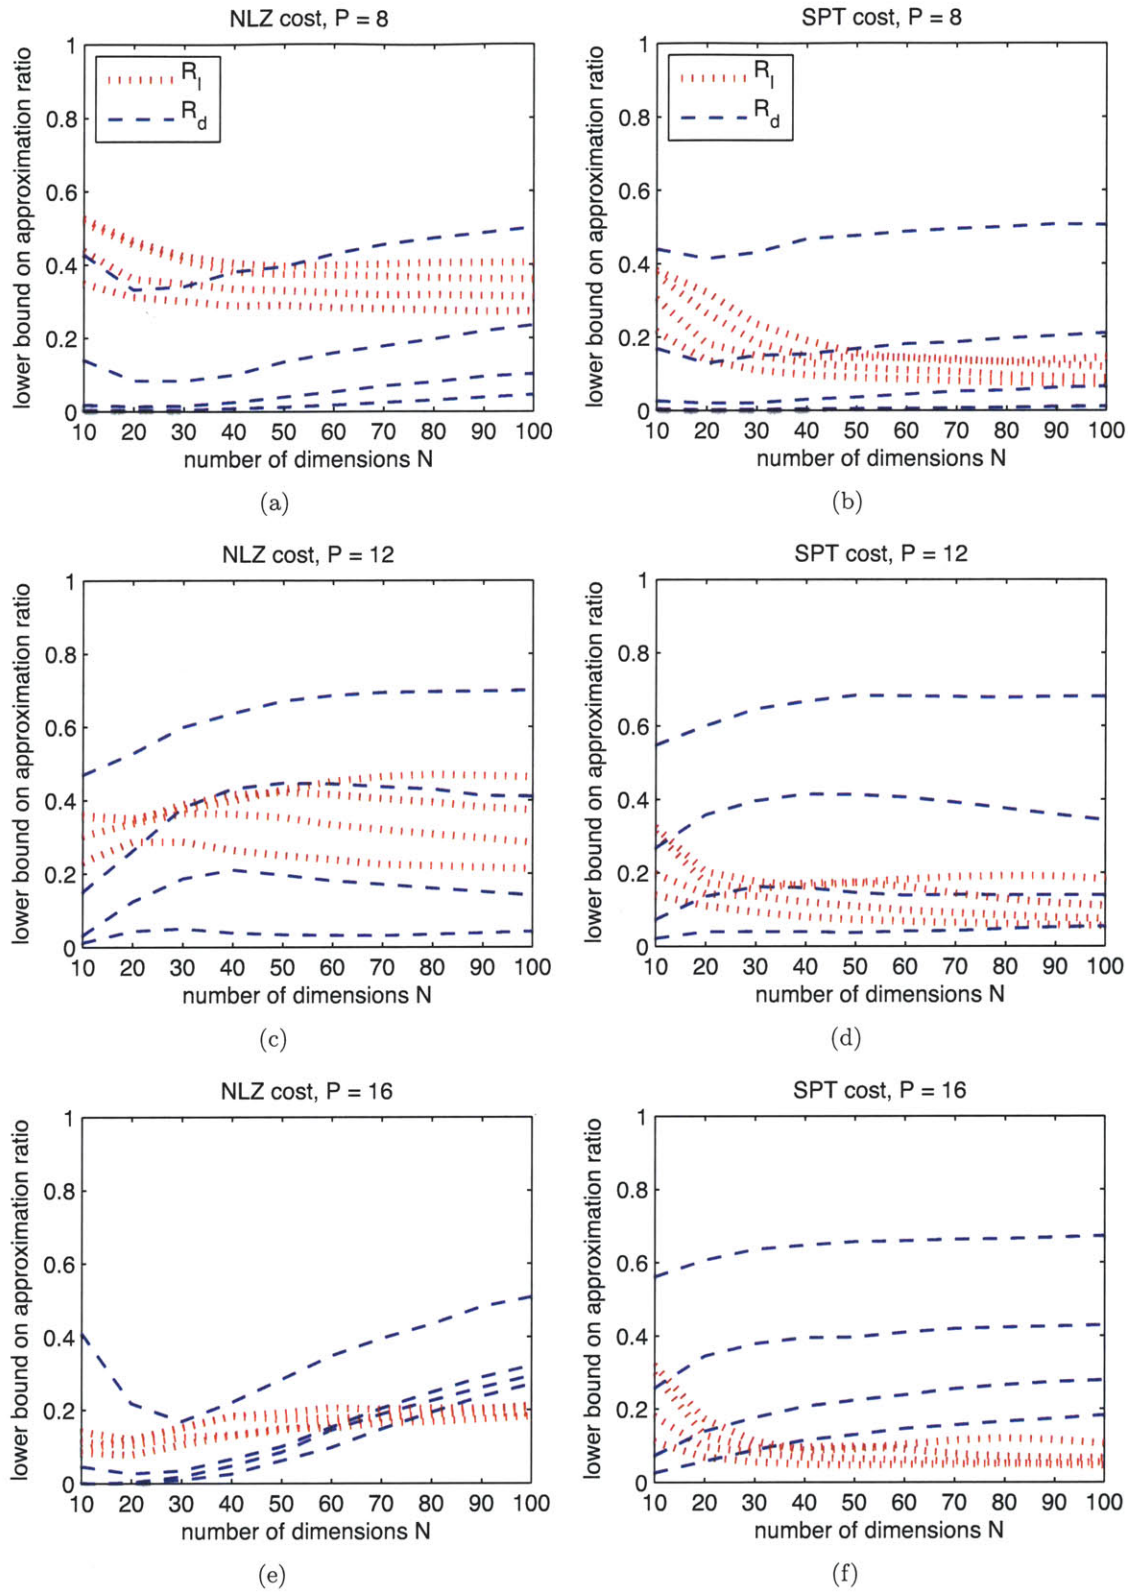 NLZ cost, P = 8
lower bound on approximation ratio
1
0.8
0.6
0.4
0.2
0
R_l
R_d
10 20 30 40 50 60 70 80 90 100
number of dimensions N
(a)
SPT cost, P = 8
lower bound on approximation ratio
1
0.8
0.6
0.4
0.2
0
R_l
R_d
10 20 30 40 50 60 70 80 90 100
number of dimensions N
(b)
NLZ cost, P = 12
lower bound on approximation ratio
1
0.8
0.6
0.4
0.2
0
10 20 30 40 50 60 70 80 90 100
number of dimensions N
(c)
SPT cost, P = 12
lower bound on approximation ratio
1
0.8
0.6
0.4
0.2
0
10 20 30 40 50 60 70 80 90 100
number of dimensions N
(d)
NLZ cost, P = 16
lower bound on approximation ratio
1
0.8
0.6
0.4
0.2
0
10 20 30 40 50 60 70 80 90 100
number of dimensions N
(e)
SPT cost, P = 16
lower bound on approximation ratio
1
0.8
0.6
0.4
0.2
0
10 20 30 40 50 60 70 80 90 100
number of dimensions N
(f)